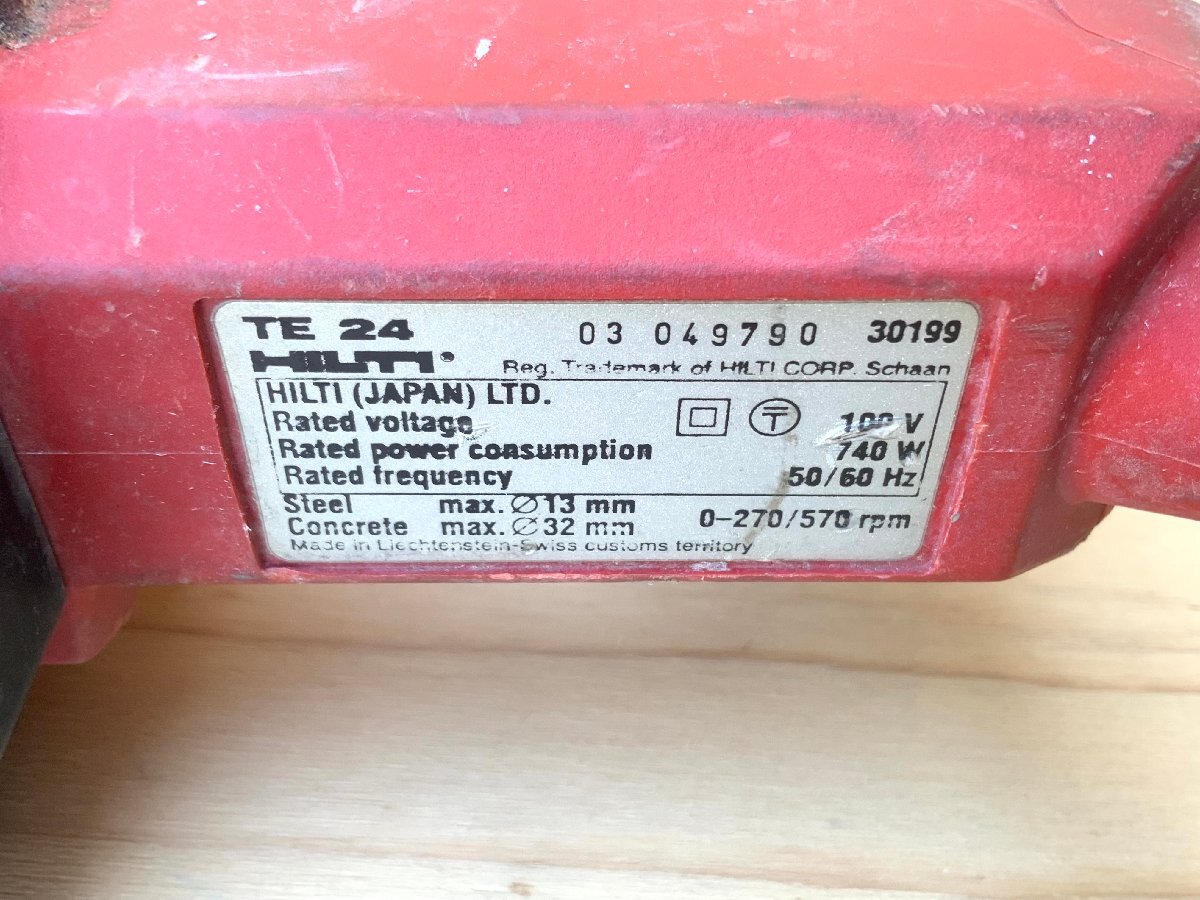 TE 24 03 049790 30199
HILTI Reg. Trademark of HILTI CORP. Schaan
HILTI (JAPAN) LTD.
Rated voltage 100 V
Rated power consumption 740 W
Rated frequency 50/60 Hz
Steel max. ∅13 mm
Concrete max. ∅32 mm 0-270/570 rpm
Made in Liechtenstein-Swiss customs territory